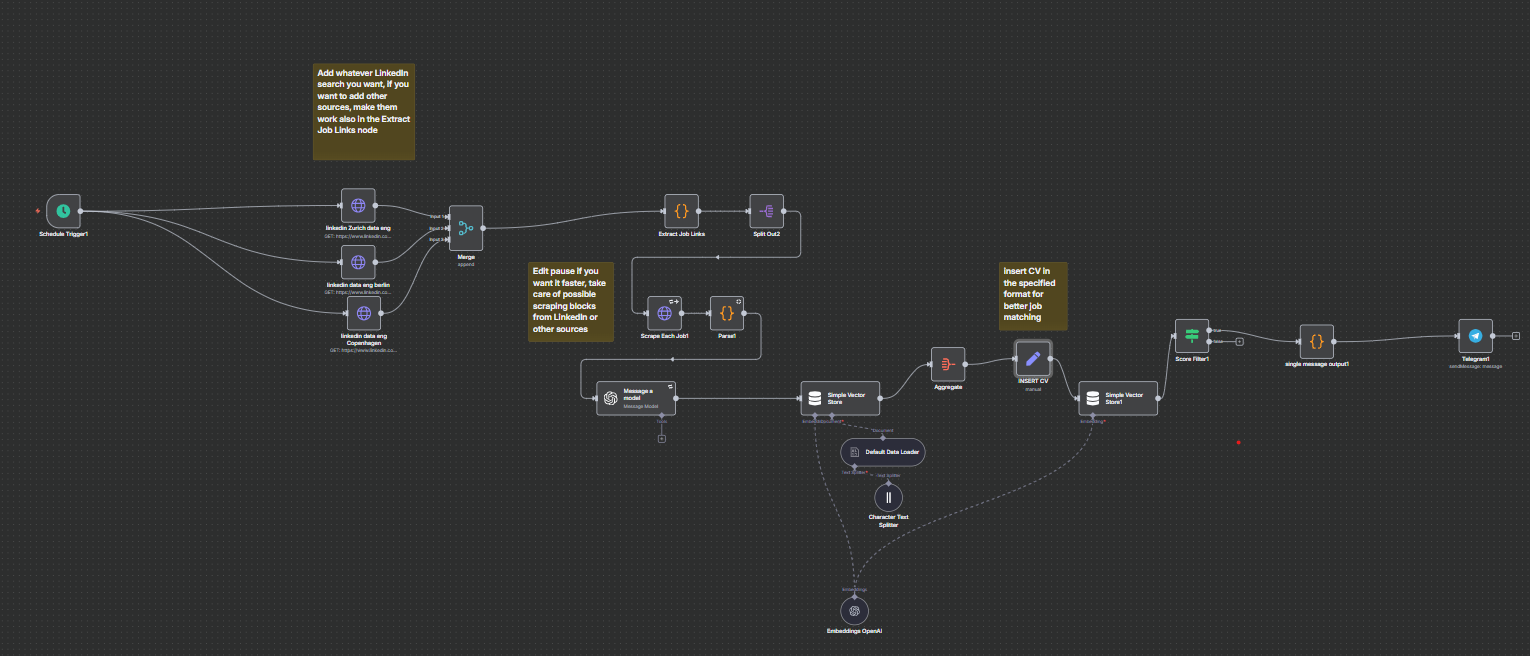 Add whatever LinkedIn
search you want, if you
want to add other
sources, make them
work also in the Extract
Job Links node
Schedule Trigger1
linkedin Zurich data eng
GET: https://www.linkedin.co...
linkedin data eng berlin
GET: https://www.linkedin.co...
linkedin data eng
Copenhagen
GET: https://www.linkedin.co...
Input 1
Input 2
Input 3
Merge
append
Extract Job Links
Split Out2
Edit pause if you
want it faster, take
care of possible
scraping blocks
from LinkedIn or
other sources
Scrape Each Job1
Parse1
Insert CV in
the specified
format for
better job
matching
Message a
model
Message Model
Tools
Simple Vector
Store
Document
Default Data Loader
Text Splitter
Character Text
Splitter
Aggregate
INSERT CV
manual
Simple Vector
Store1
Embedding
Score Filter1
true
false
single message output1
Telegram1
sendMessage: message
Embeddings
Embeddings OpenAI